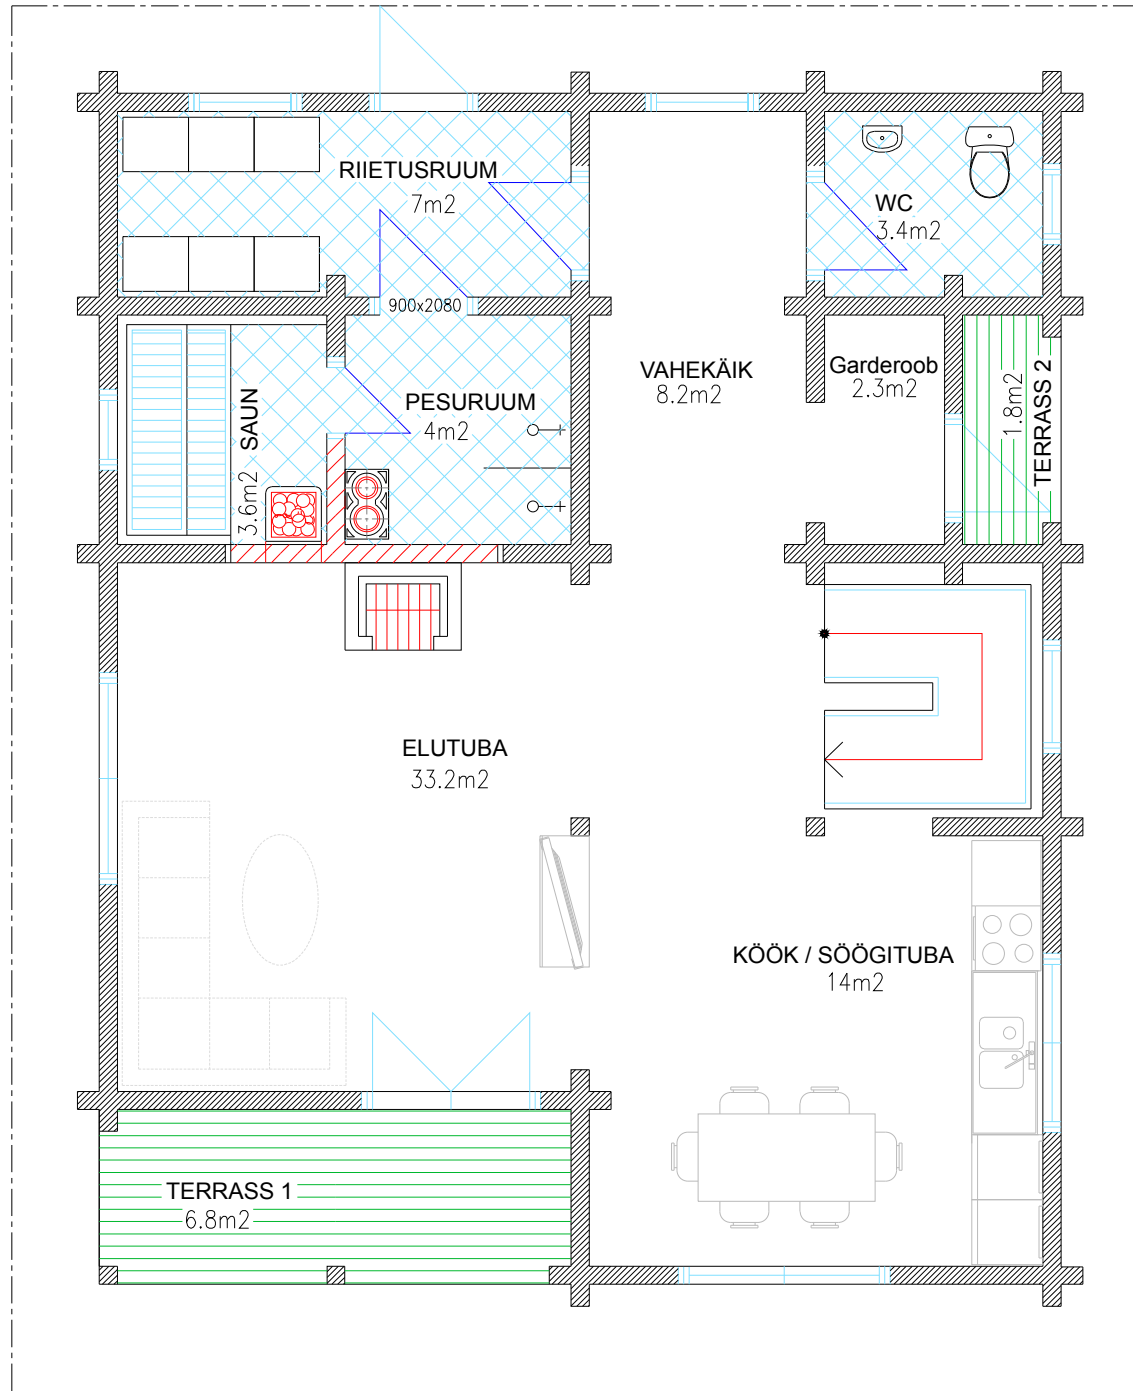 RIIETUSRUUM
7m2
WC
3.4m2
900x2080
VAHEKÄIK
8.2m2
Garderoob
2.3m2
TERRASS 2
1.8m2
PESURUUM
4m2
SAUN
3.6m2
ELUTUBA
33.2m2
KÖÖK / SÖÖGITUBA
14m2
TERRASS 1
6.8m2